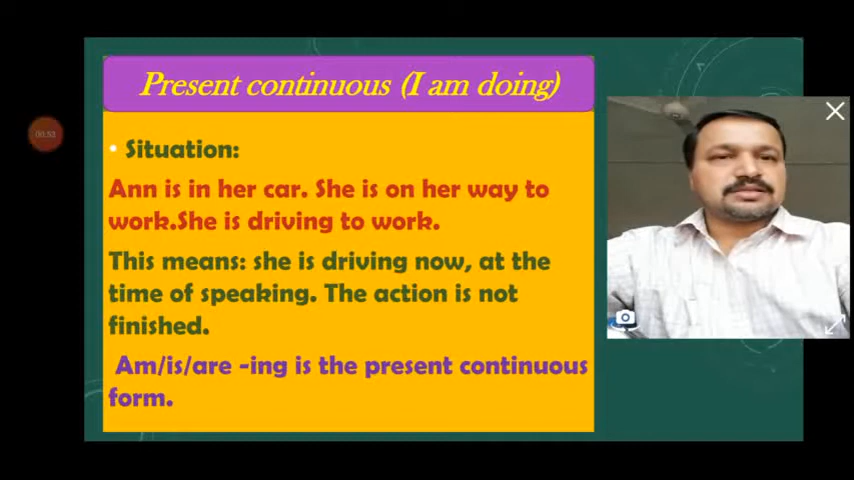 Present continuous (I am doing)
00:53
• Situation:
Ann is in her car. She is on her way to
work.She is driving to work.
This means: she is driving now, at the
time of speaking. The action is not
finished.
Am/is/are -ing is the present continuous
form.